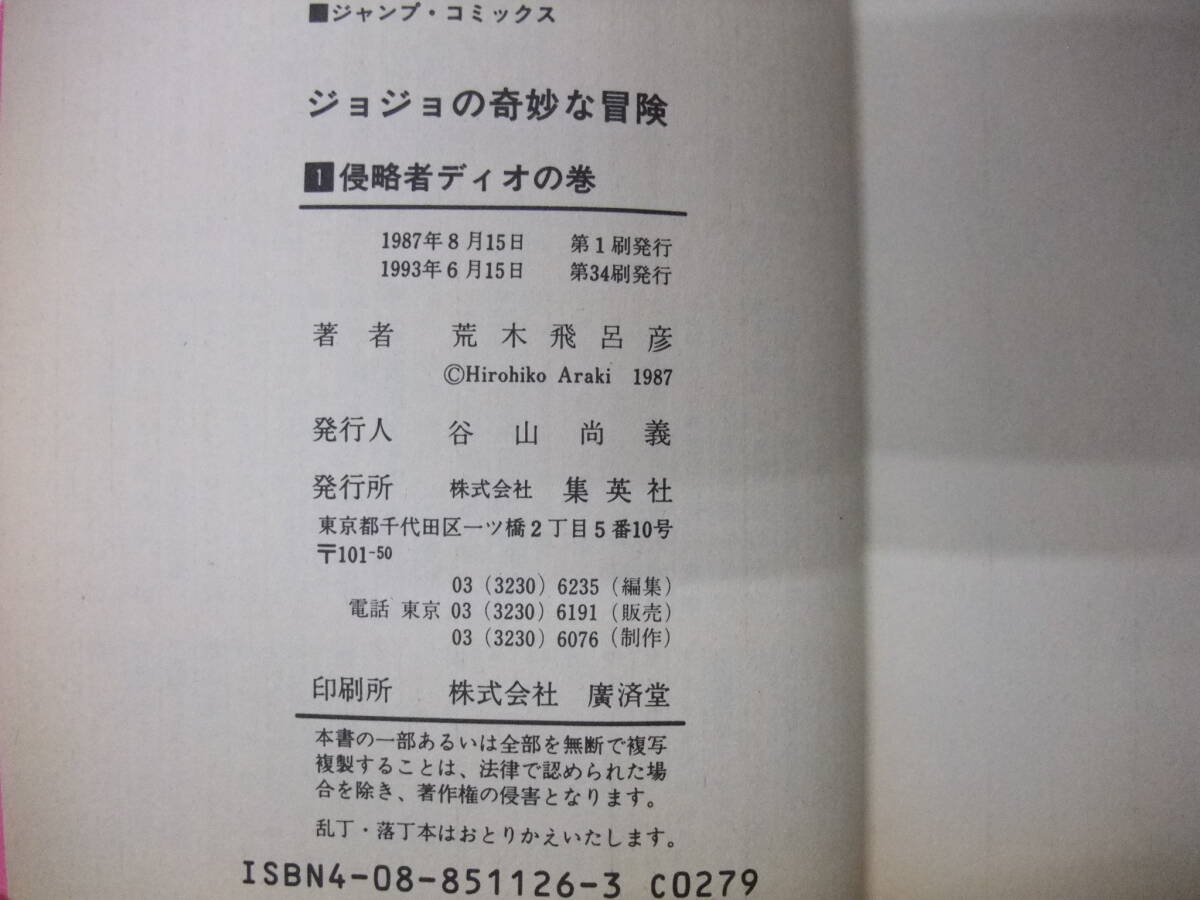 ■ジャンプ・コミックス
ジョジョの奇妙な冒険
1 侵略者ディオの巻
1987年8月15日 第1刷発行
1993年6月15日 第34刷発行
著者 荒木飛呂彦
©Hirohiko Araki 1987
発行人 谷山尚義
発行所 株式会社 集英社
東京都千代田区一ツ橋2丁目5番10号
〒101-50
03 (3230) 6235 (編集)
電話 東京 03 (3230) 6191 (販売)
03 (3230) 6076 (制作)
印刷所 株式会社 廣済堂
本書の一部あるいは全部を無断で複写
複製することは、法律で認められた場
合を除き、著作権の侵害となります。
乱丁・落丁本はおとりかえいたします。
ISBN4-08-851126-3 C0279